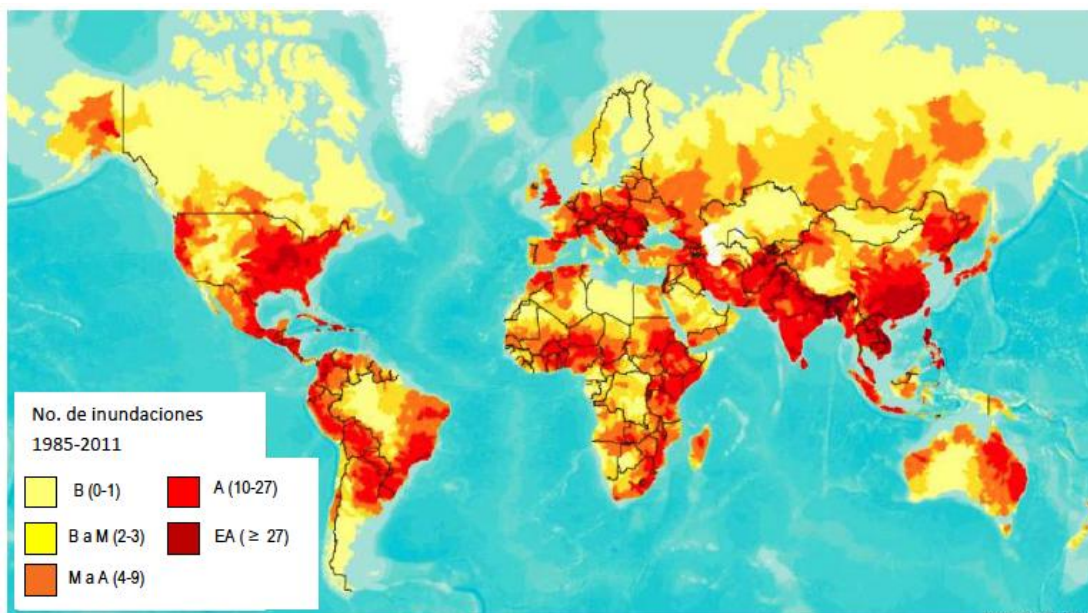 No. de inundaciones
1985-2011
B (0-1)
A (10-27)
B a M (2-3)
EA ( ≥ 27)
M a A (4-9)